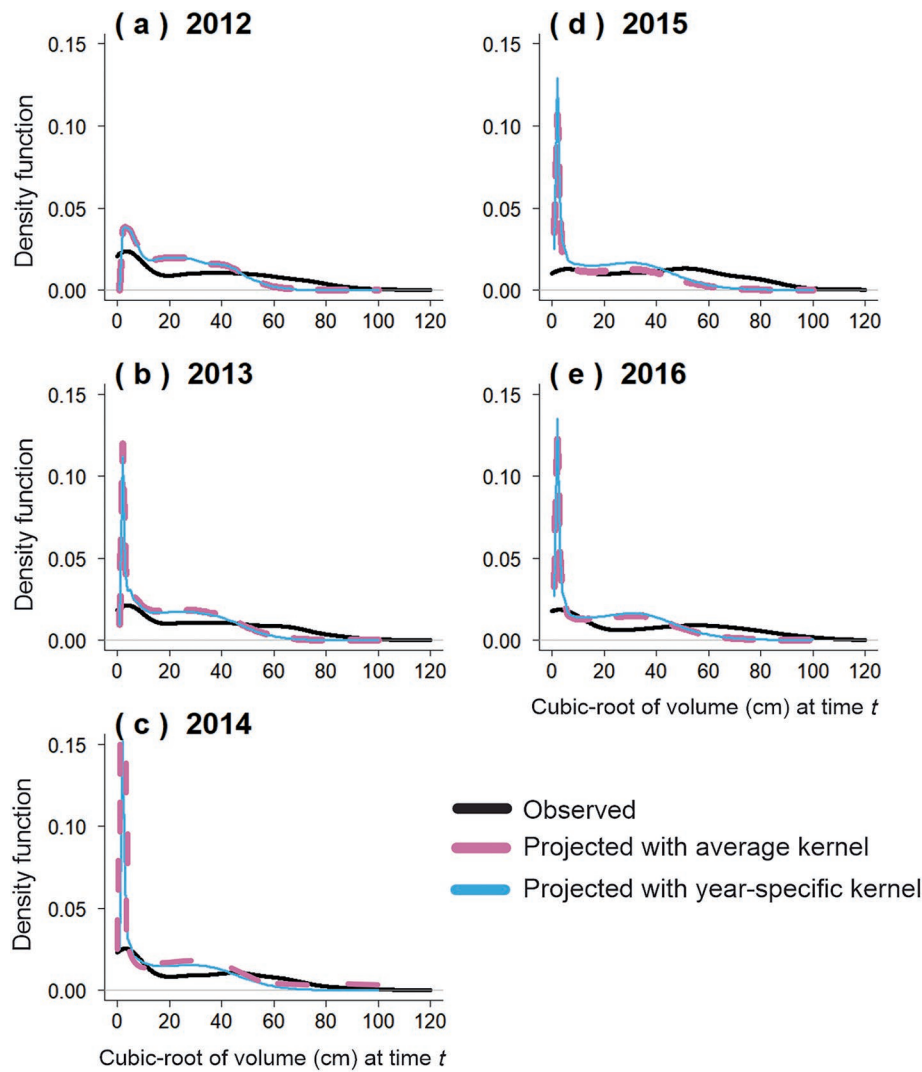 ( a ) 2012
0.15
0.10
0.05
0.00
Density function
0 20 40 60 80 100 120
( b ) 2013
0.15
0.10
0.05
0.00
Density function
0 20 40 60 80 100 120
( c ) 2014
0.15
0.10
0.05
0.00
Density function
0 20 40 60 80 100 120
Cubic-root of volume (cm) at time t
( d ) 2015
0.15
0.10
0.05
0.00
Density function
0 20 40 60 80 100 120
( e ) 2016
0.15
0.10
0.05
0.00
Density function
0 20 40 60 80 100 120
Cubic-root of volume (cm) at time t
Observed
Projected with average kernel
Projected with year-specific kernel